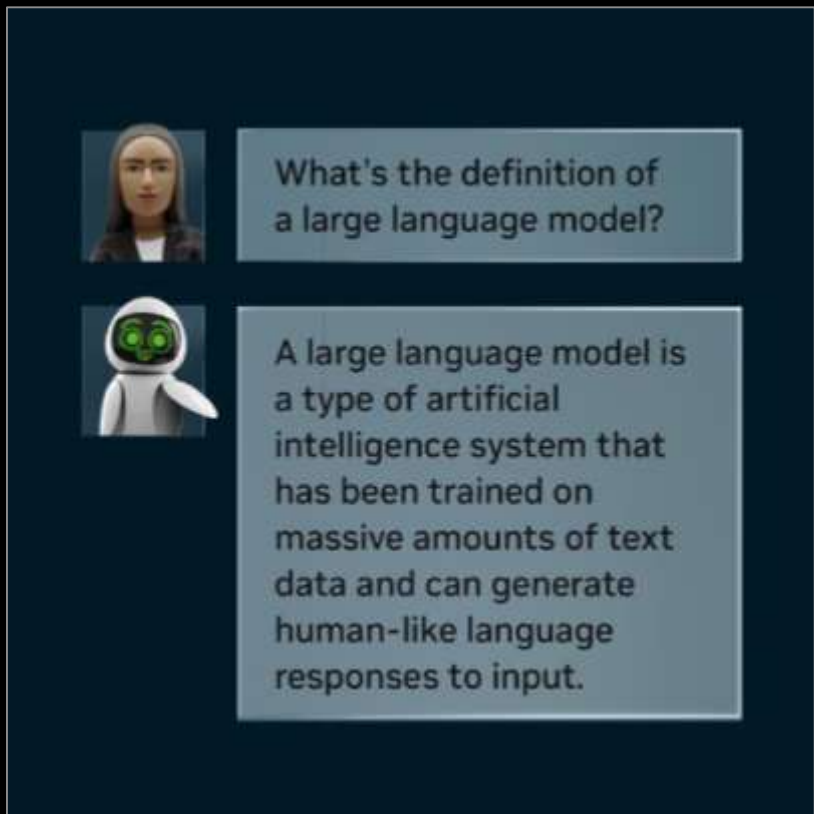 What's the definition of
a large language model?
A large language model is
a type of artificial
intelligence system that
has been trained on
massive amounts of text
data and can generate
human-like language
responses to input.